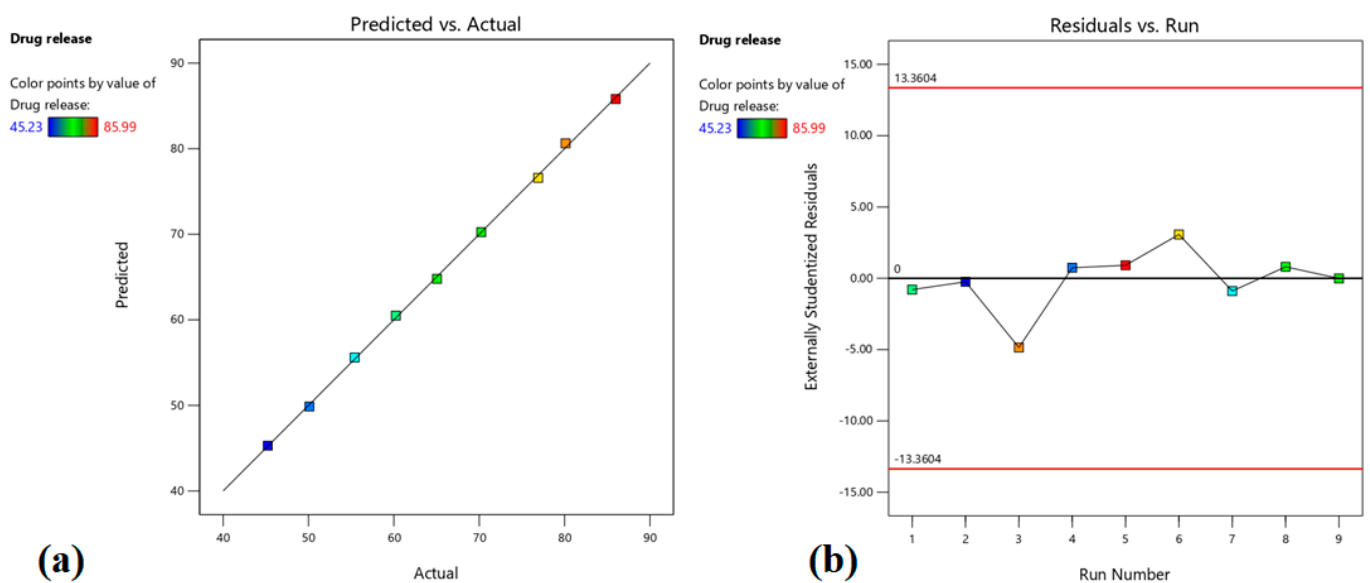 Predicted vs. Actual
Drug release
Color points by value of
Drug release:
45.23 85.99
90
80
70
60
50
40
Predicted
40 50 60 70 80 90
Actual
(a)
Residuals vs. Run
Drug release
Color points by value of
Drug release:
45.23 85.99
15.00
13.3604
10.00
5.00
0
0.00
-5.00
-10.00
-13.3604
-15.00
Externally Studentized Residuals
1 2 3 4 5 6 7 8 9
Run Number
(b)